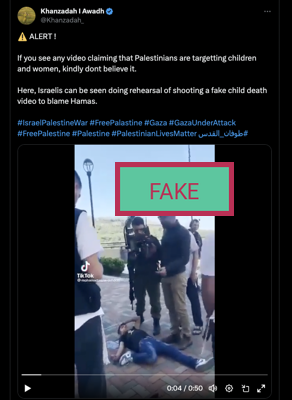 Khanzadah I Awadh
@Khanzadah_
ALERT !
If you see any video claiming that Palestinians are targetting children
and women, kindly dont believe it.
Here, Israelis can be seen doing rehearsal of shooting a fake child death
video to blame Hamas.
#IsraelPalestineWar #FreePalastine #Gaza #GazaUnderAttack
#FreePalestine #Palestine #PalestinianLivesMatter #طوفان_القدس
FAKE
TikTok
0:04 / 0:50